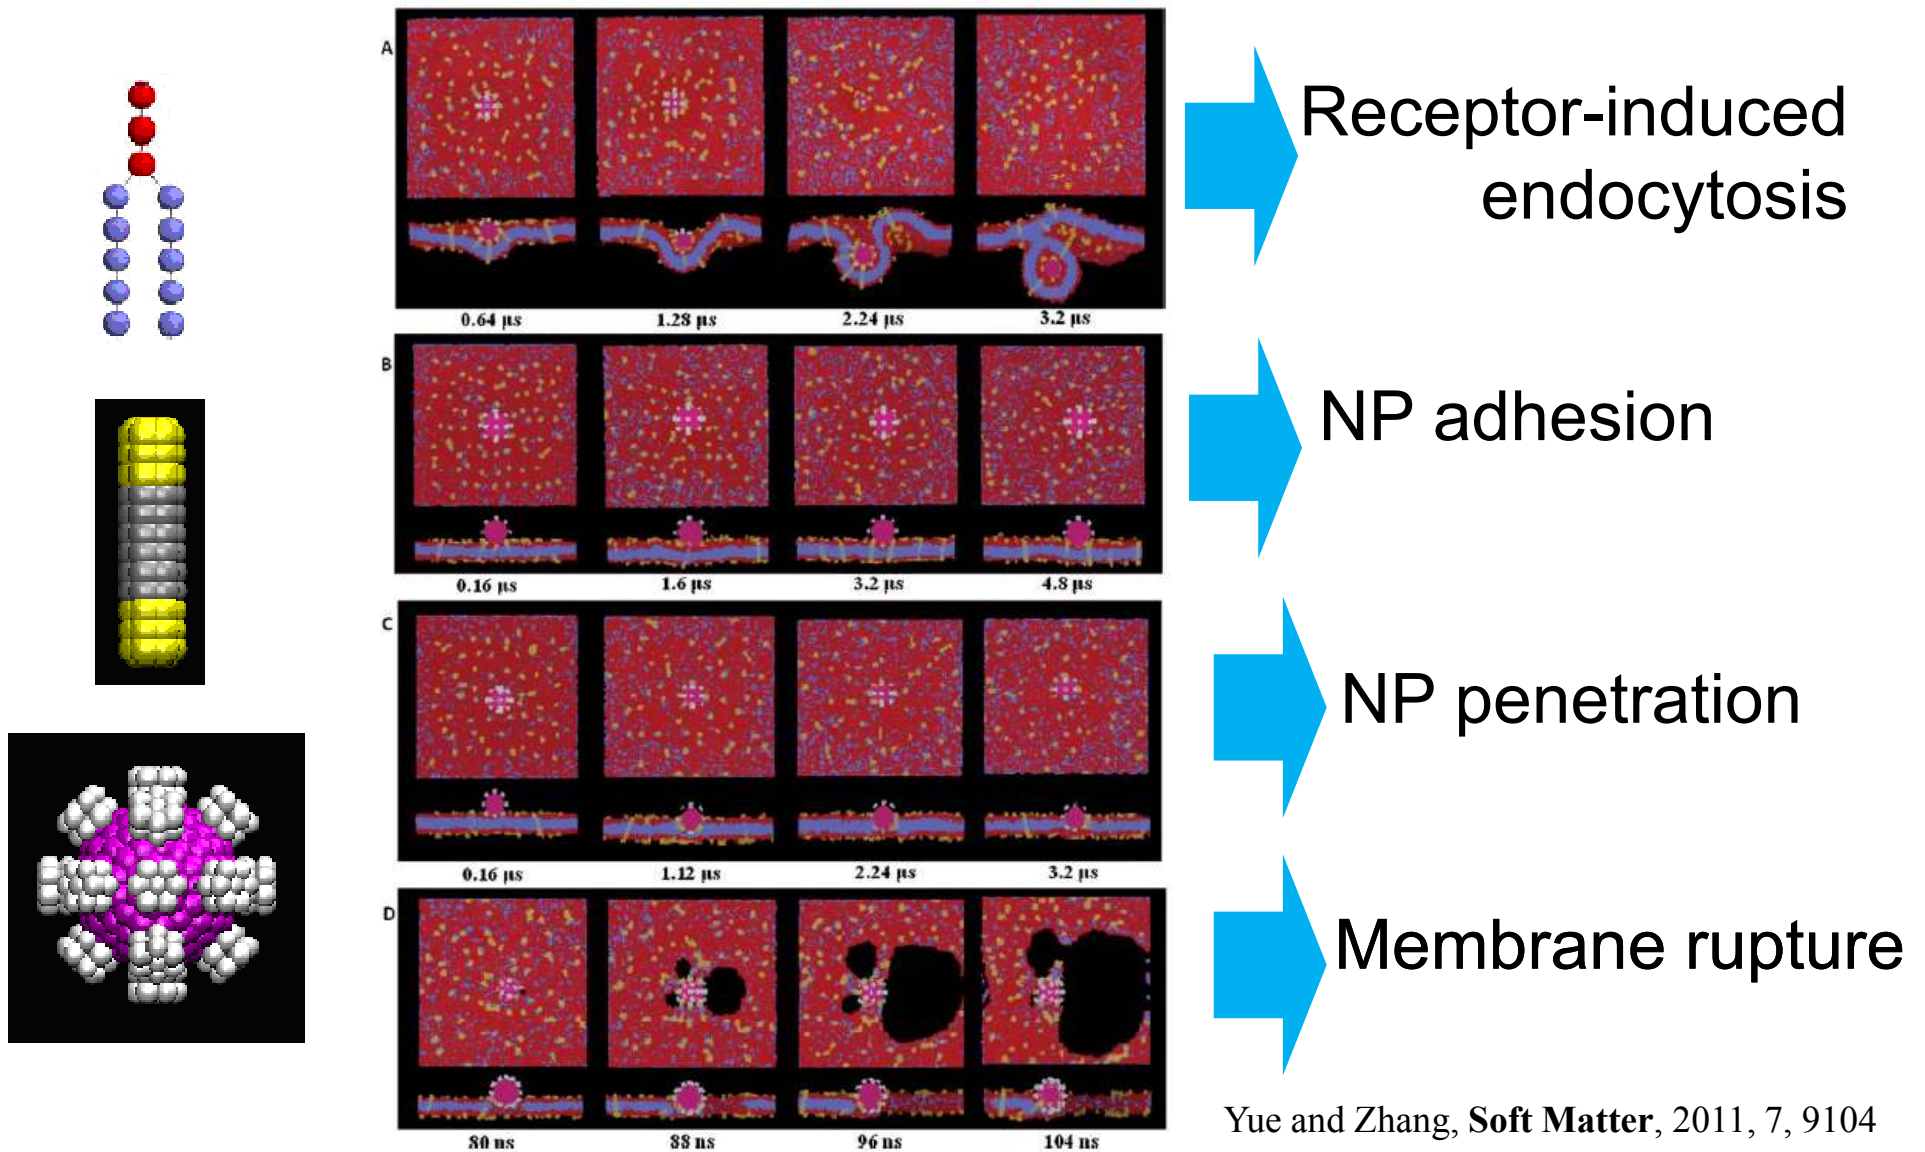 A
Receptor-induced
endocytosis
0.64 µs 1.28 µs 2.24 µs 3.2 µs
B
NP adhesion
0.16 µs 1.6 µs 3.2 µs 4.8 µs
C
NP penetration
0.16 µs 1.12 µs 2.24 µs 3.2 µs
D
Membrane rupture
80 ns 88 ns 96 ns 104 ns
Yue and Zhang, Soft Matter, 2011, 7, 9104